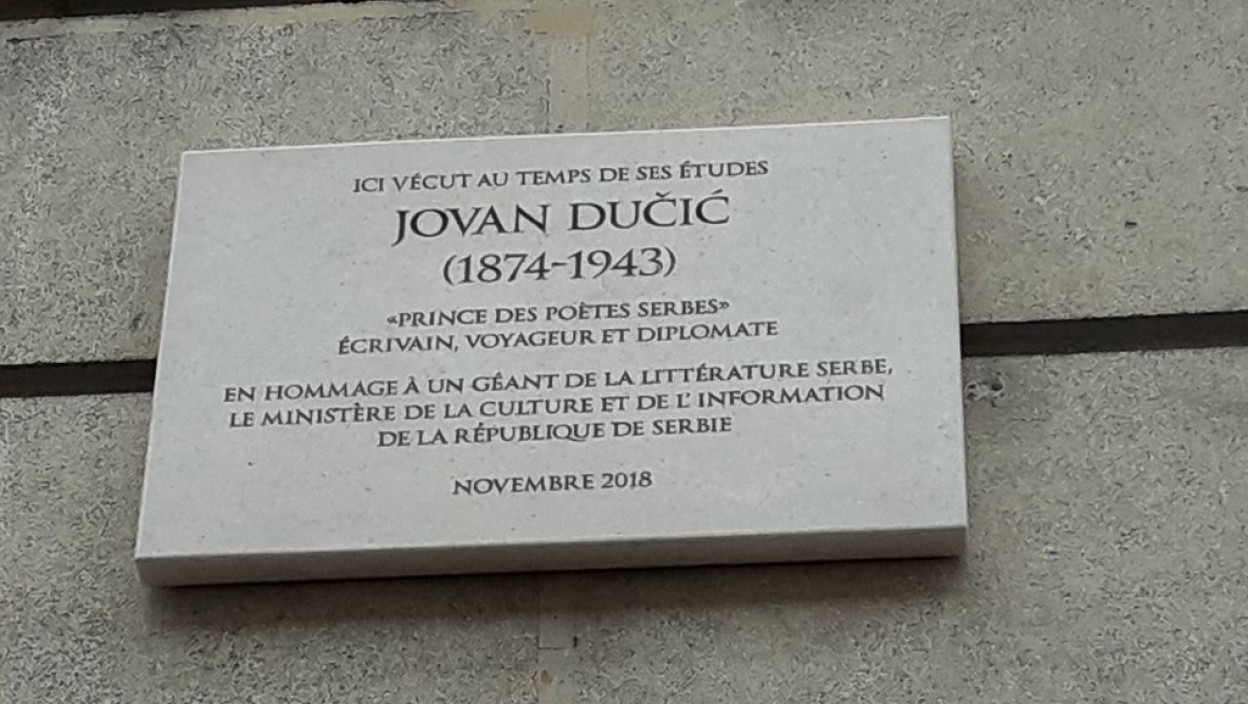 ICI VÉCUT AU TEMPS DE SES ÉTUDES
JOVAN DUČIĆ
(1874-1943)
«PRINCE DES POÈTES SERBES»
ÉCRIVAIN, VOYAGEUR ET DIPLOMATE
EN HOMMAGE À UN GÉANT DE LA LITTÉRATURE SERBE,
LE MINISTÈRE DE LA CULTURE ET DE L' INFORMATION
DE LA RÉPUBLIQUE DE SERBIE
NOVEMBRE 2018